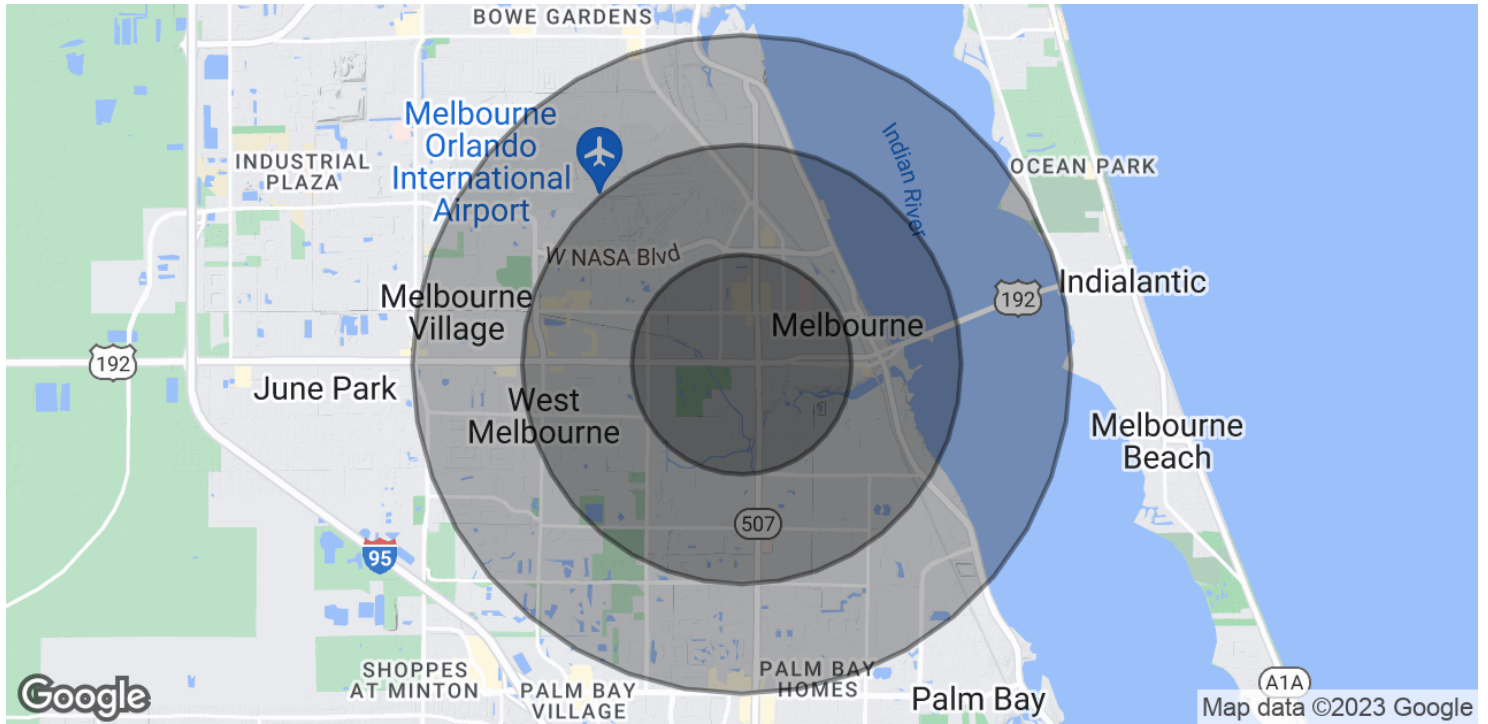 BOWE GARDENS
Melbourne
Orlando
International
Airport
INDUSTRIAL
PLAZA
Indian River
OCEAN PARK
W NASA Blvd
Indialantic
192
Melbourne
Village
Melbourne
192
June Park
West
Melbourne
Melbourne
Beach
507
95
SHOPPES
AT MINTON
PALM BAY
VILLAGE
PALM BAY
HOMES
Palm Bay
A1A
Google
Map data ©2023 Google